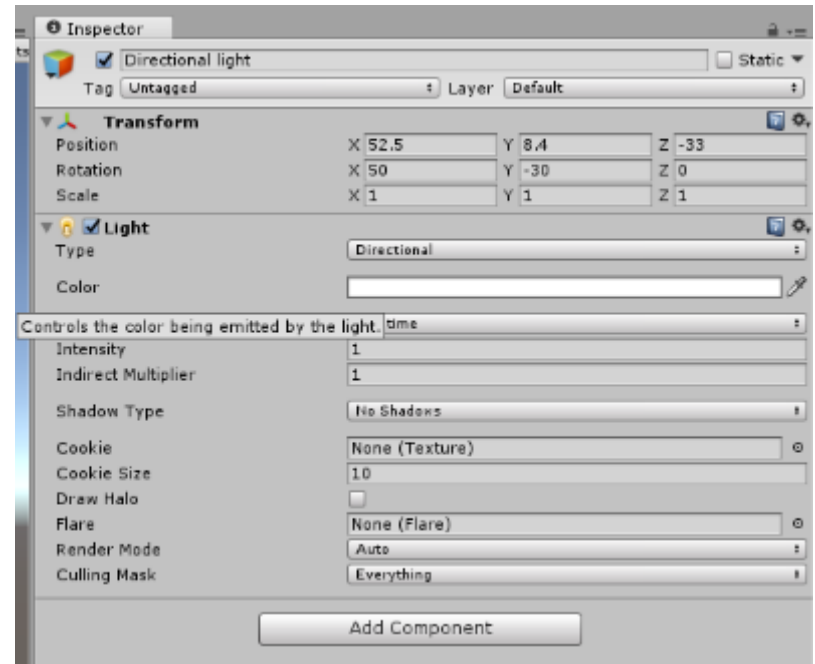 ts
Inspector
Directional light Static
Tag Untagged Layer Default
Transform
Position X 52.5 Y 8.4 Z -33
Rotation X 50 Y -30 Z 0
Scale X 1 Y 1 Z 1
Light
Type Directional
Color
Controls the color being emitted by the light. time
Intensity 1
Indirect Multiplier 1
Shadow Type No Shadows
Cookie None (Texture)
Cookie Size 10
Draw Halo
Flare None (Flare)
Render Mode Auto
Culling Mask Everything
Add Component